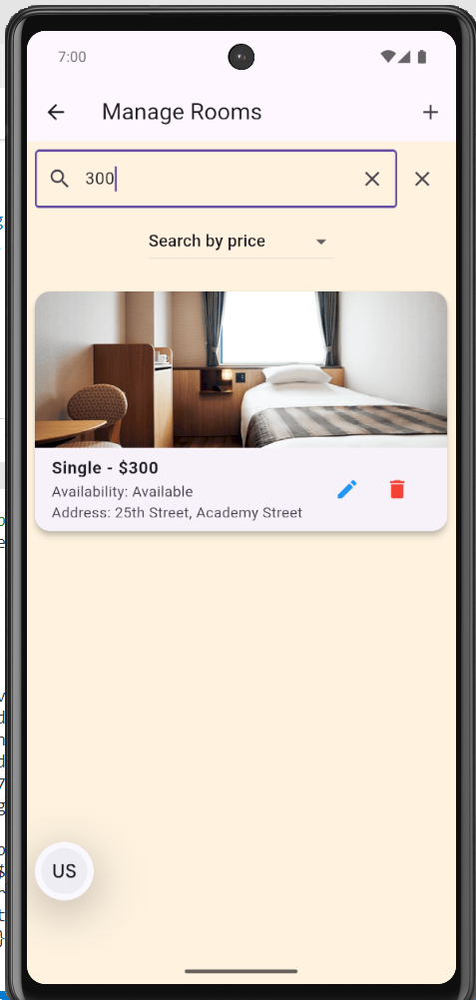 7:00
Manage Rooms
300
Search by price
Single - $300
Availability: Available
Address: 25th Street, Academy Street
US